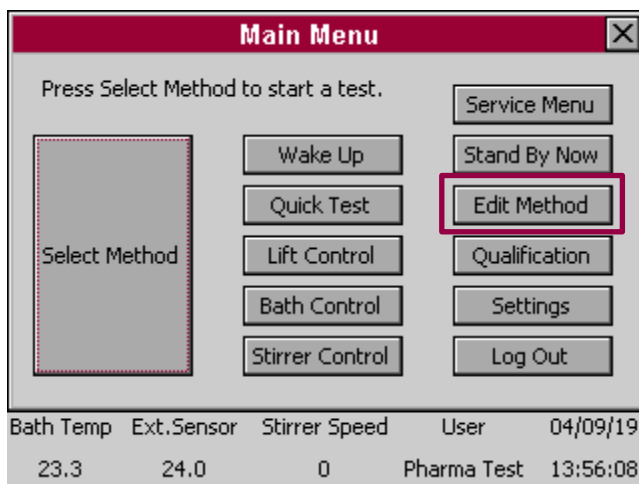 Main Menu
Press Select Method to start a test.
Select Method
Wake Up
Quick Test
Lift Control
Bath Control
Stirrer Control
Service Menu
Stand By Now
Edit Method
Qualification
Settings
Log Out
Bath Temp Ext.Sensor Stirrer Speed User 04/09/19
23.3 24.0 0 Pharma Test 13:56:08